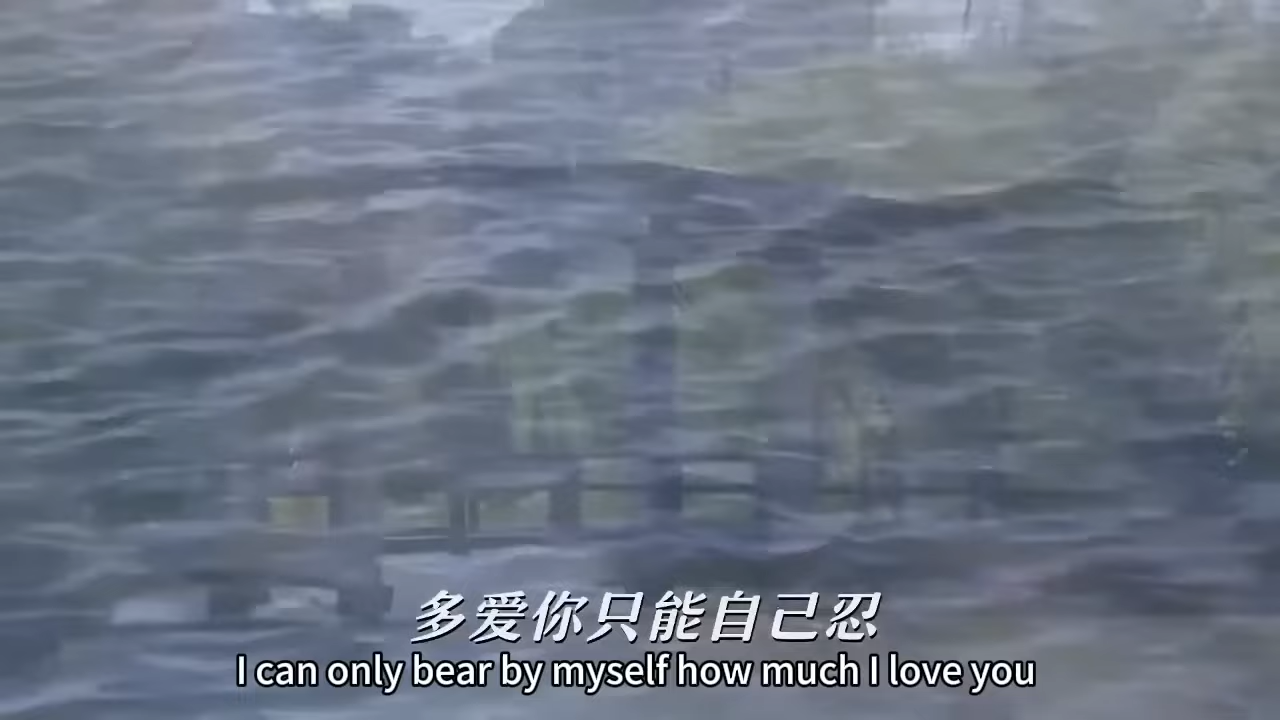 多爱你只能自己忍
I can only bear by myself how much I love you